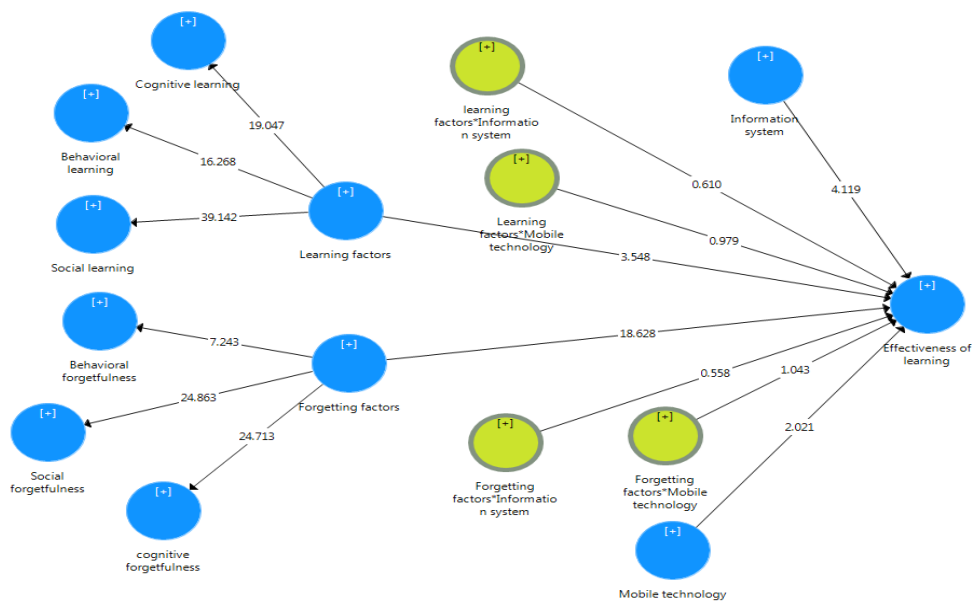 [+]
Cognitive learning
[+]
Behavioral
learning
[+]
Social learning
[+]
Learning factors
19.047
16.268
39.142
[+]
learning
factors*Informatio
n system
[+]
Learning
factors*Mobile
technology
[+]
Information
system
0.610
4.119
0.979
3.548
[+]
Effectiveness of
learning
[+]
Behavioral
forgetfulness
[+]
Social
forgetfulness
[+]
cognitive
forgetfulness
[+]
Forgetting factors
7.243
24.863
24.713
18.628
0.558
1.043
2.021
[+]
Forgetting
factors*Informatio
n system
[+]
Forgetting
factors*Mobile
technology
[+]
Mobile technology